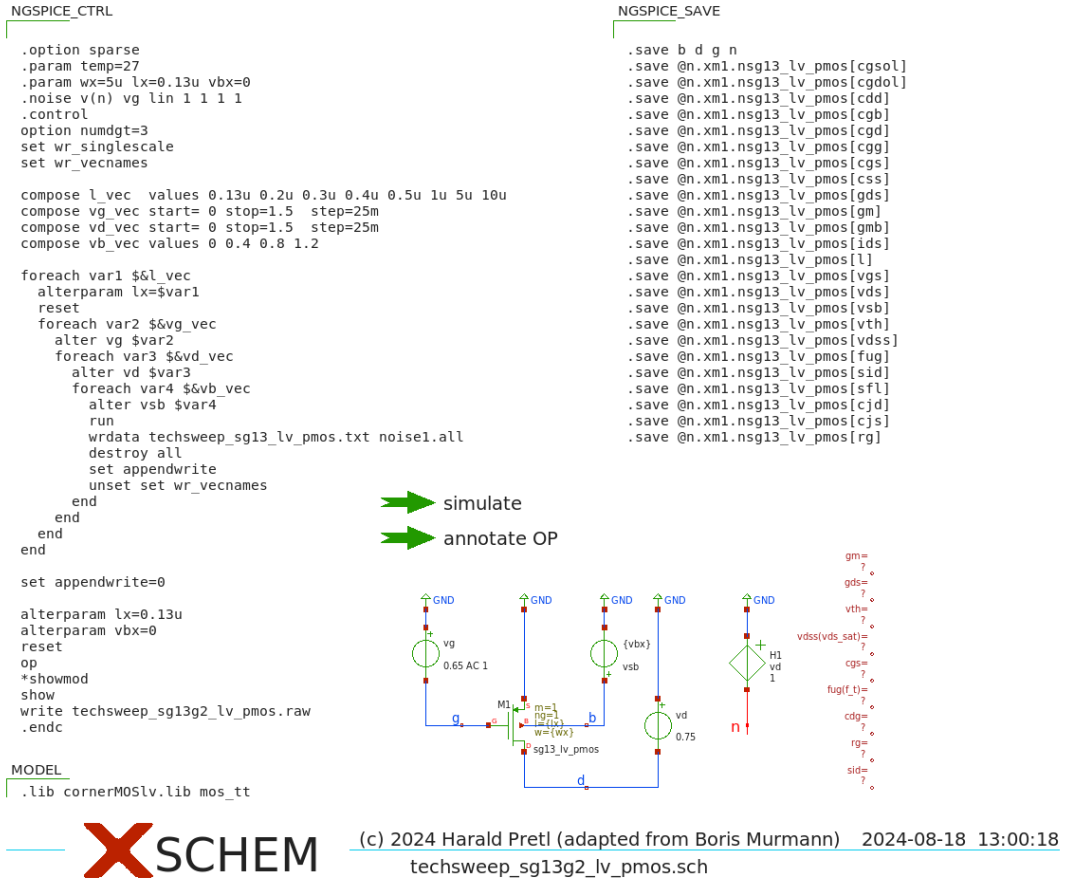 NGSPICE_CTRL
.option sparse
.param temp=27
.param wx=5u lx=0.13u vbx=0
.noise v(n) vg lin 1 1 1 1
.control
option numdgt=3
set wr_singlescale
set wr_vecnames
compose l_vec  values 0.13u 0.2u 0.3u 0.4u 0.5u 1u 5u 10u
compose vg_vec start= 0 stop=1.5  step=25m
compose vd_vec start= 0 stop=1.5  step=25m
compose vb_vec values 0 0.4 0.8 1.2
foreach var1 $&l_vec
  alterparam lx=$var1
  reset
  foreach var2 $&vg_vec
    alter vg $var2
    foreach var3 $&vd_vec
      alter vd $var3
      foreach var4 $&vb_vec
        alter vsb $var4
        run
        wrdata techsweep_sg13_lv_pmos.txt noise1.all
        destroy all
        set appendwrite
        unset set wr_vecnames
      end
    end
  end
end
set appendwrite=0
alterparam lx=0.13u
alterparam vbx=0
reset
op
*showmod
show
write techsweep_sg13g2_lv_pmos.raw
.endc
MODEL
.lib cornerMOSlv.lib mos_tt
NGSPICE_SAVE
.save b d g n
.save @n.xm1.nsg13_lv_pmos[cgsol]
.save @n.xm1.nsg13_lv_pmos[cgdol]
.save @n.xm1.nsg13_lv_pmos[cdd]
.save @n.xm1.nsg13_lv_pmos[cgb]
.save @n.xm1.nsg13_lv_pmos[cgd]
.save @n.xm1.nsg13_lv_pmos[cgg]
.save @n.xm1.nsg13_lv_pmos[cgs]
.save @n.xm1.nsg13_lv_pmos[css]
.save @n.xm1.nsg13_lv_pmos[gds]
.save @n.xm1.nsg13_lv_pmos[gm]
.save @n.xm1.nsg13_lv_pmos[gmb]
.save @n.xm1.nsg13_lv_pmos[ids]
.save @n.xm1.nsg13_lv_pmos[l]
.save @n.xm1.nsg13_lv_pmos[vgs]
.save @n.xm1.nsg13_lv_pmos[vds]
.save @n.xm1.nsg13_lv_pmos[vsb]
.save @n.xm1.nsg13_lv_pmos[vth]
.save @n.xm1.nsg13_lv_pmos[vdss]
.save @n.xm1.nsg13_lv_pmos[fug]
.save @n.xm1.nsg13_lv_pmos[sid]
.save @n.xm1.nsg13_lv_pmos[sfl]
.save @n.xm1.nsg13_lv_pmos[cjd]
.save @n.xm1.nsg13_lv_pmos[cjs]
.save @n.xm1.nsg13_lv_pmos[rg]
simulate
annotate OP
GND GND GND GND GND
vg
0.65 AC 1
{vbx}
vsb
H1
vd
1
M1
S
m=1
ng=1
l={lx}
w={wx}
g
G
B
b
D
sg13_lv_pmos
vd
0.75
n
d
gm=
?
gds=
?
vth=
?
vdss(vds_sat)=
?
cgs=
?
fug(f_t)=
?
cdg=
?
rg=
?
sid=
?
XSCHEM
(c) 2024 Harald Pretl (adapted from Boris Murmann)   2024-08-18  13:00:18
techsweep_sg13g2_lv_pmos.sch